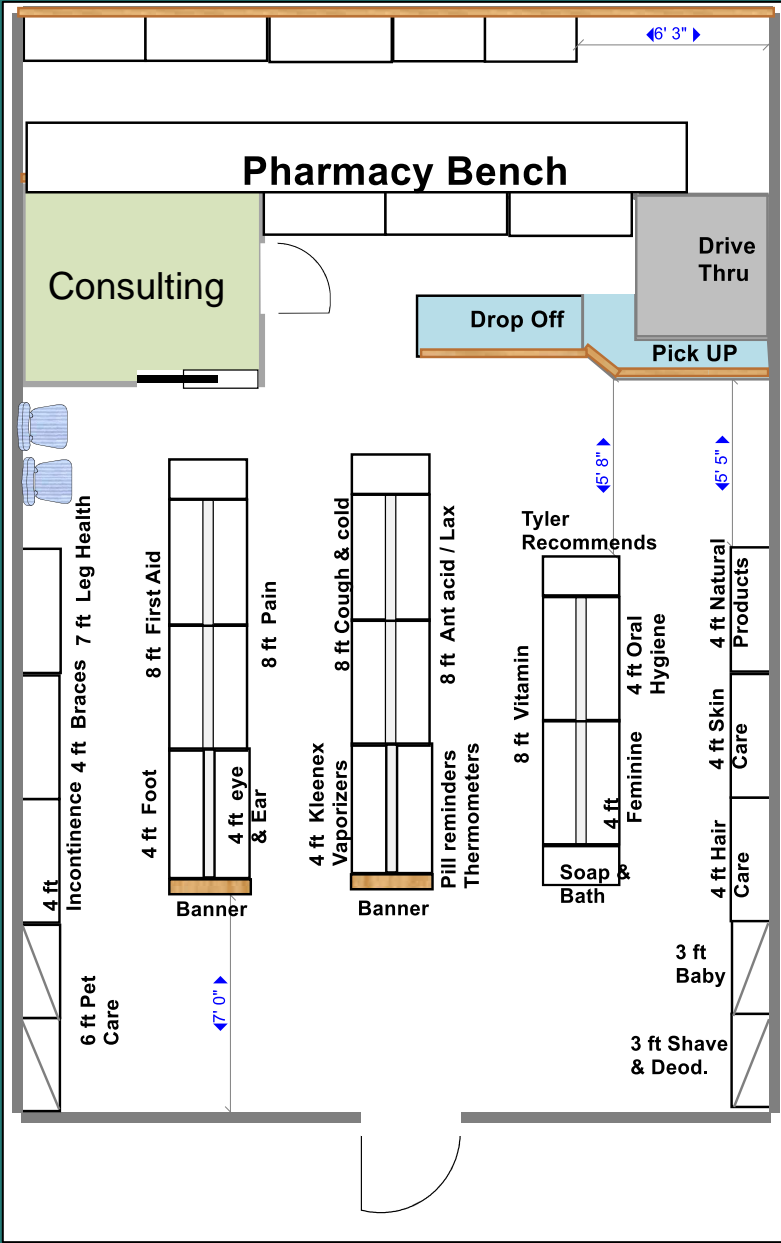 6' 3"
Pharmacy Bench
Consulting
Drive
Thru
Drop Off
Pick UP
5' 8"
5' 5"
7 ft  Leg Health
4 ft  Braces
4 ft
Incontinence
6 ft Pet
Care
8 ft  First Aid
8 ft  Pain
4 ft  Foot
4 ft  eye
& Ear
Banner
7' 0"
8 ft Cough & cold
8 ft  Ant acid / Lax
4 ft  Kleenex
Vaporizers
Pill reminders
Thermometers
Banner
Tyler
Recommends
8 ft  Vitamin
4 ft Oral
Hygiene
4 ft
Feminine
Soap &
Bath
4 ft Natural
Products
4 ft Skin
Care
4 ft Hair
Care
3 ft
Baby
3 ft Shave
& Deod.